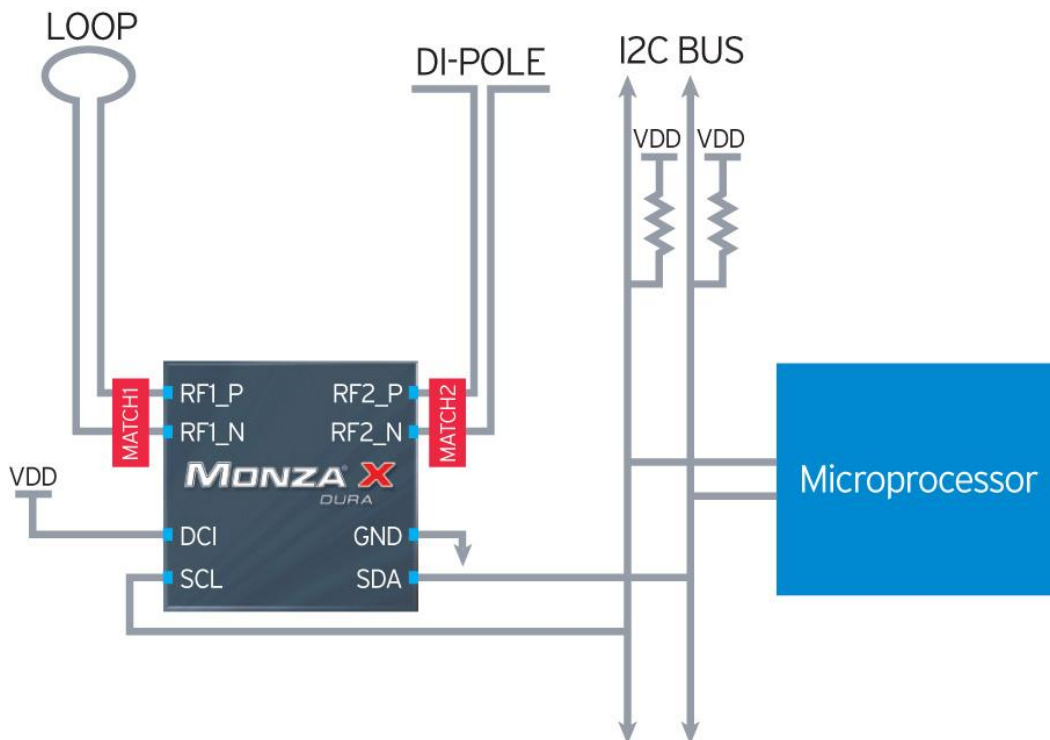 LOOP
DI-POLE
I2C BUS
VDD
VDD
MATCH1
RF1_P
RF2_P
MATCH2
RF1_N
RF2_N
MONZA X
DURA
Microprocessor
VDD
DCI
GND
SCL
SDA